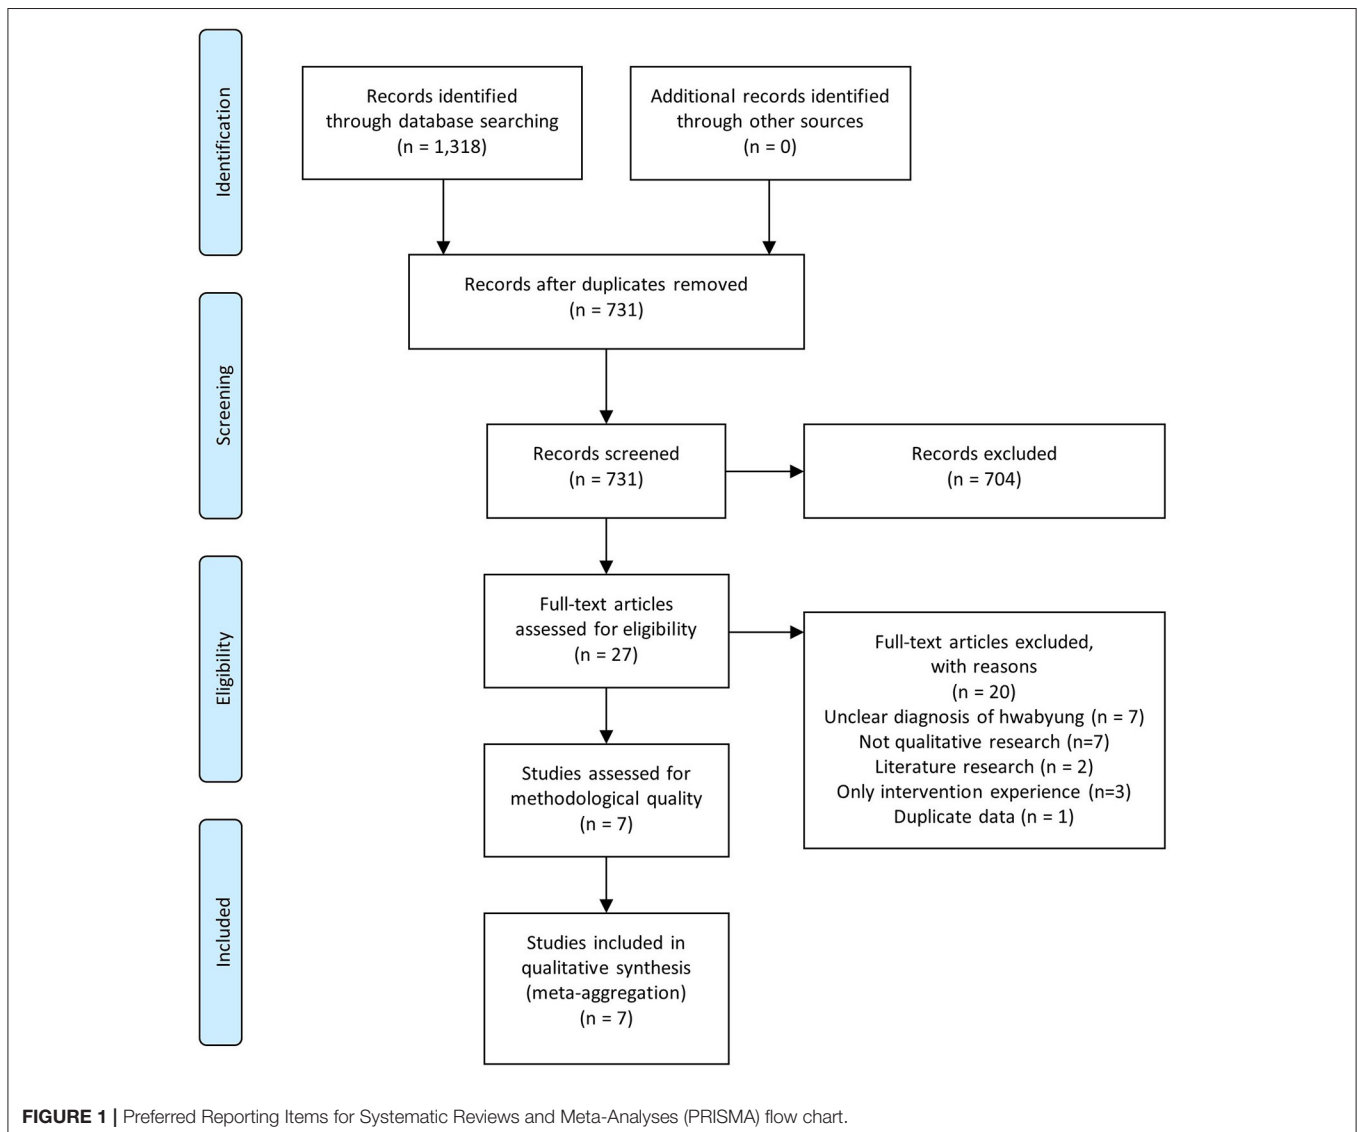 Identification
Records identified
through database searching
(n = 1,318)
Additional records identified
through other sources
(n = 0)
Records after duplicates removed
(n = 731)
Screening
Records screened
(n = 731)
Records excluded
(n = 704)
Eligibility
Full-text articles
assessed for eligibility
(n = 27)
Full-text articles excluded,
with reasons
(n = 20)
Unclear diagnosis of hwabyung (n = 7)
Not qualitative research (n=7)
Literature research (n = 2)
Only intervention experience (n=3)
Duplicate data (n = 1)
Studies assessed for
methodological quality
(n = 7)
Included
Studies included in
qualitative synthesis
(meta-aggregation)
(n = 7)
FIGURE 1 | Preferred Reporting Items for Systematic Reviews and Meta-Analyses (PRISMA) flow chart.